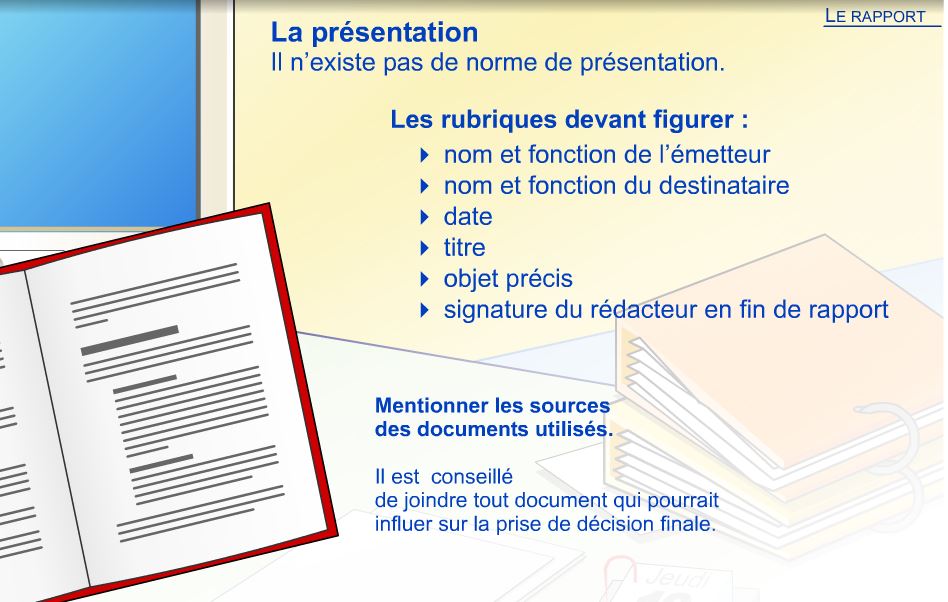 LE RAPPORT
La présentation
Il n’existe pas de norme de présentation.
Les rubriques devant figurer :
nom et fonction de l’émetteur
nom et fonction du destinataire
date
titre
objet précis
signature du rédacteur en fin de rapport
Mentionner les sources
des documents utilisés.
Il est  conseillé
de joindre tout document qui pourrait
influer sur la prise de décision finale.
Jeudi